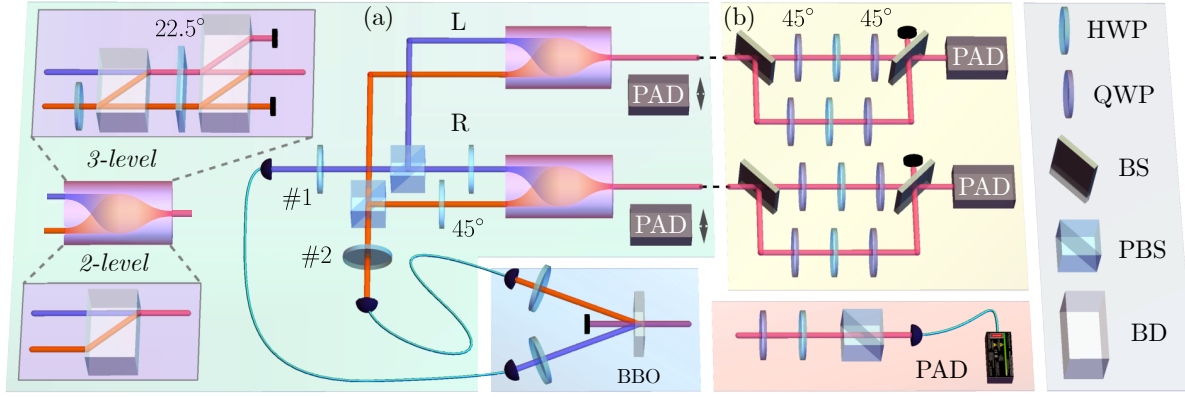 (a)
(b)
22.5°
L
45°
45°
HWP
PAD
PAD
QWP
R
3-level
BS
#1
PAD
PAD
45°
#2
2-level
PBS
BBO
PAD
BD